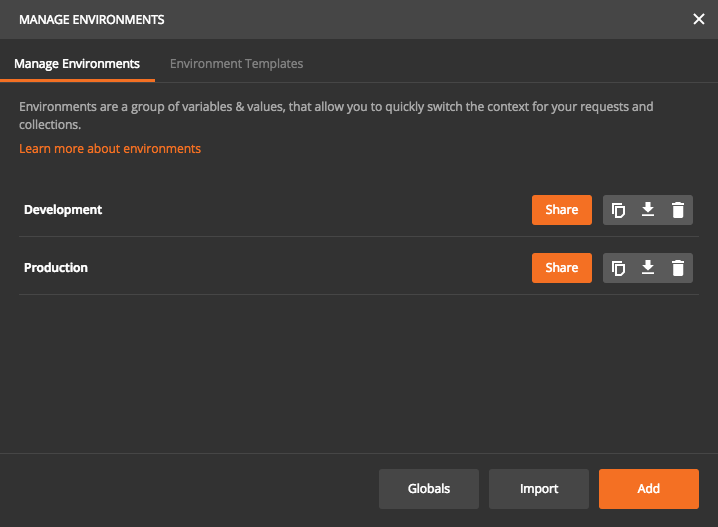 MANAGE ENVIRONMENTS
Manage Environments
Environment Templates
Environments are a group of variables & values, that allow you to quickly switch the context for your requests and
collections.
Learn more about environments
Development
Share
Production
Share
Globals
Import
Add